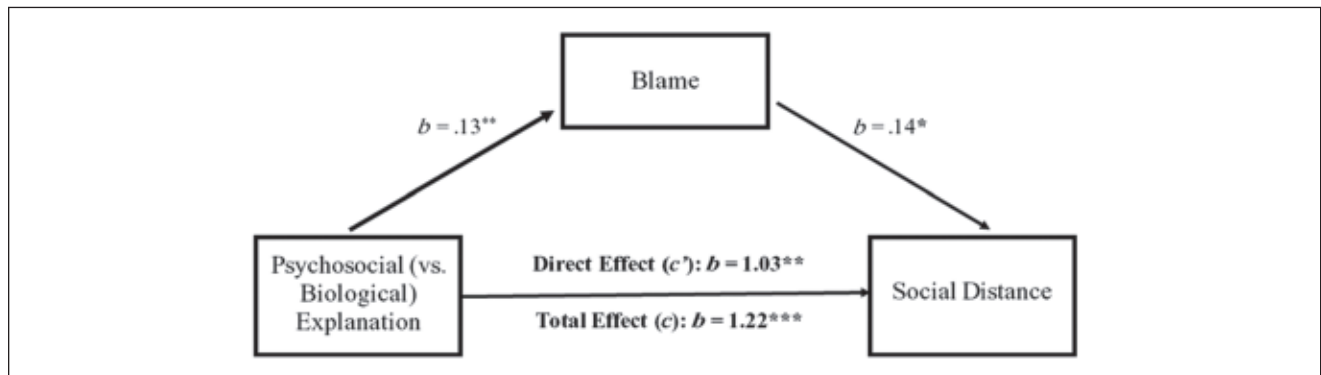 Blame
b = .13**
b = .14*
Psychosocial (vs.
Biological)
Explanation
Direct Effect (c’): b = 1.03**
Total Effect (c): b = 1.22***
Social Distance